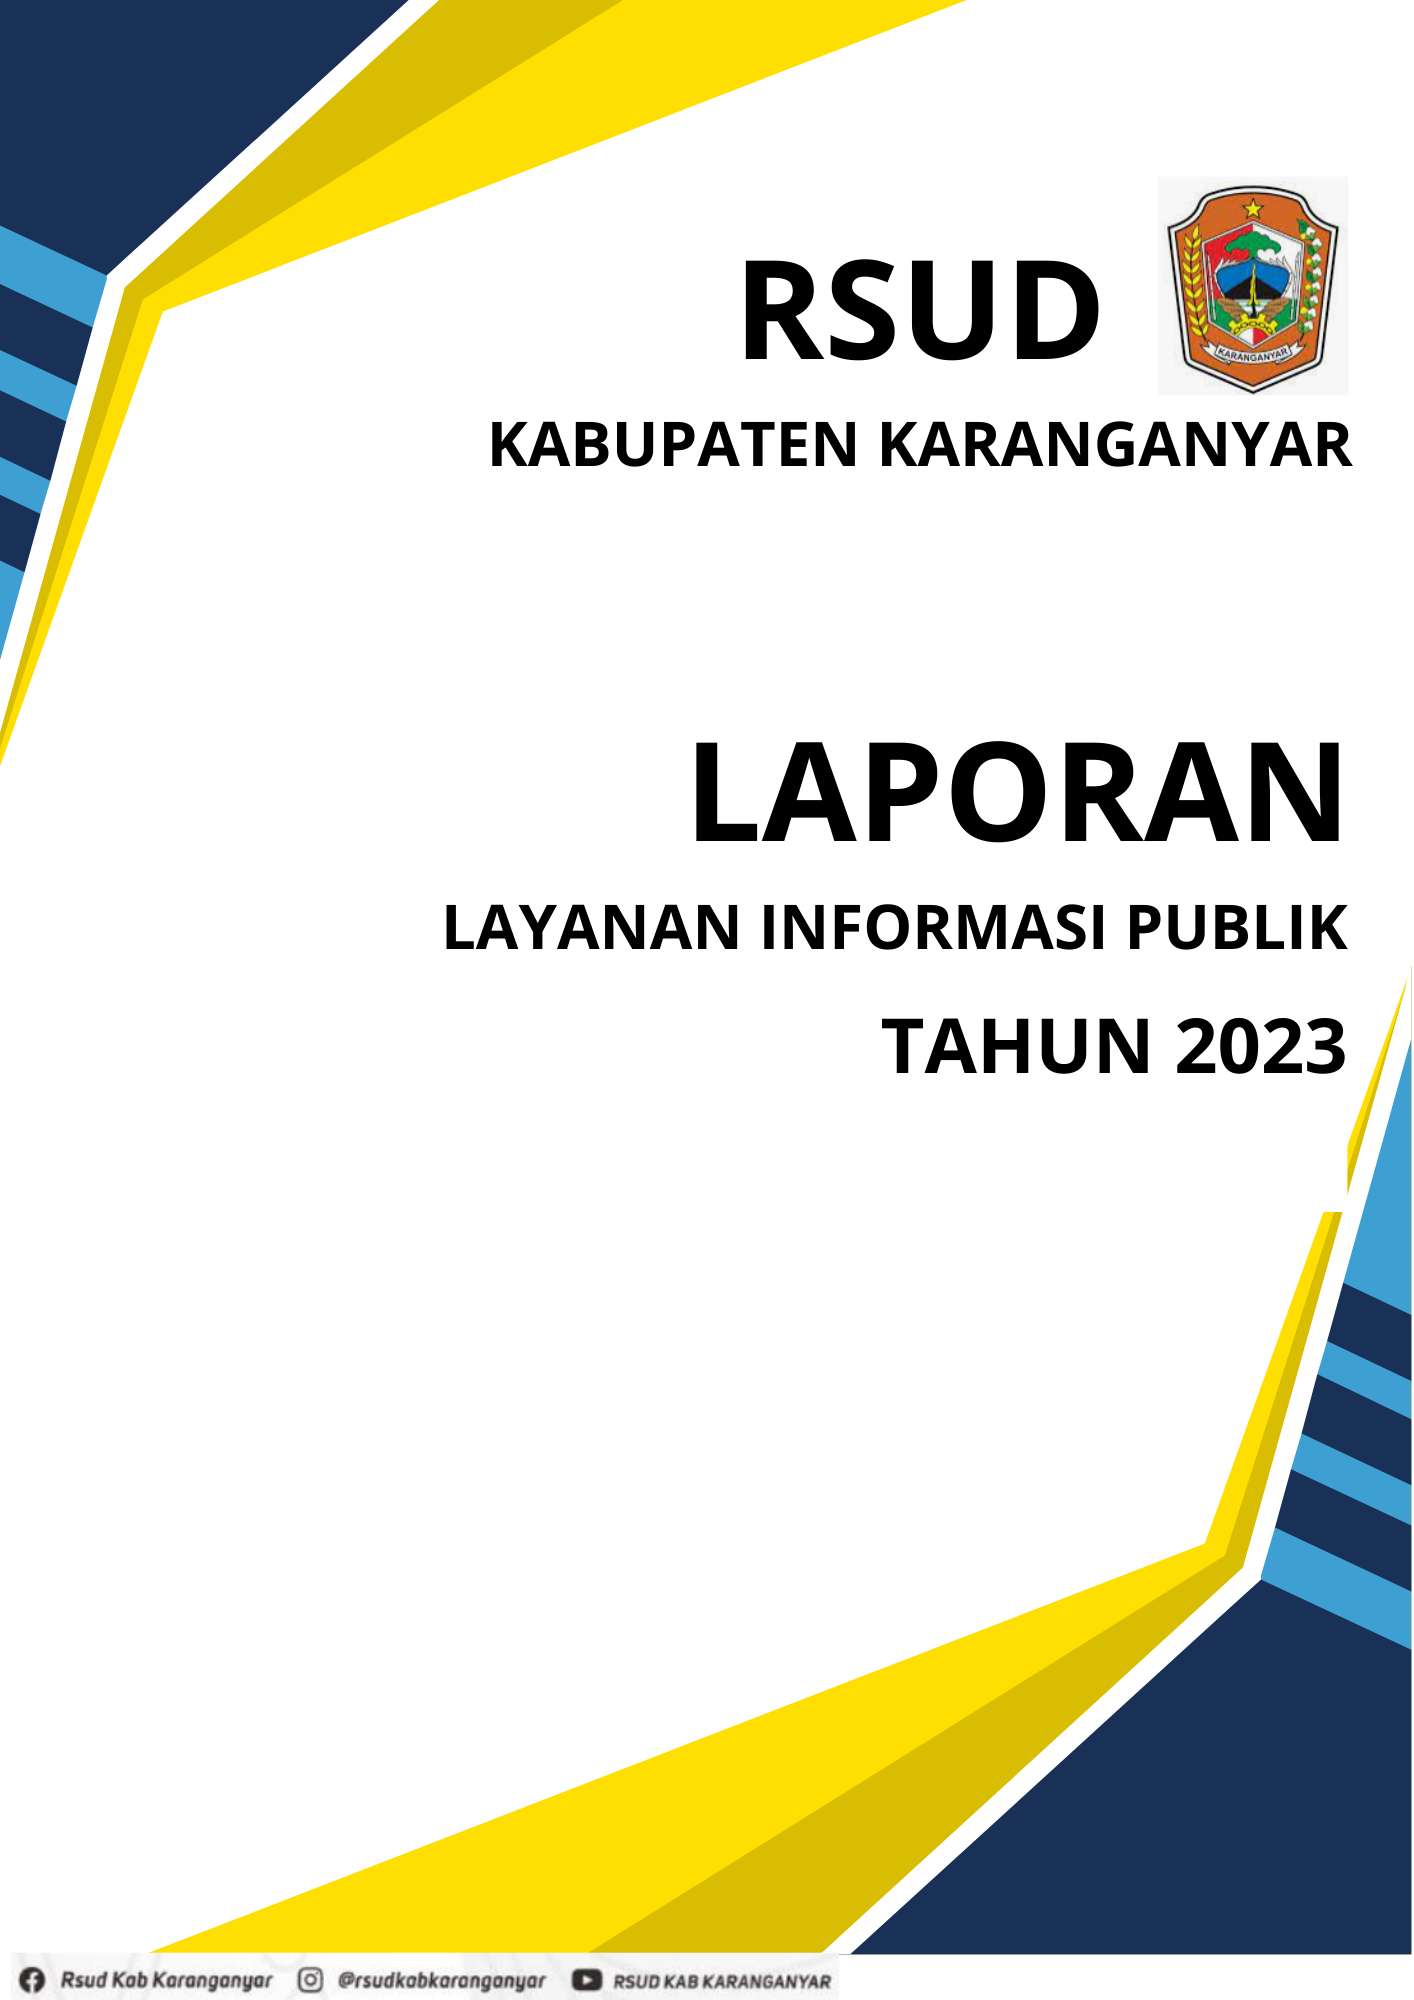 RSUD
KARANGANYAR
KABUPATEN KARANGANYAR
LAPORAN
LAYANAN INFORMASI PUBLIK
TAHUN 2023
Rsud Kab Karanganyar @rsudkabkaranganyar RSUD KAB KARANGANYAR